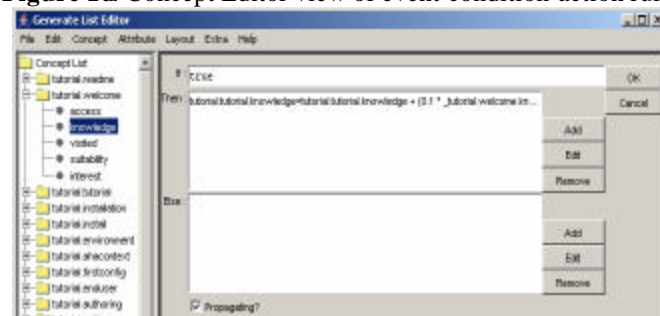 Figure 1a Concept Editor view of event condition action rul
Generate List Editor
File Edit Concept Attribute Layout Extra Help
Concept List
tutorial.readme
tutorial.welcome
access
knowledge
visited
suitability
interest
tutorial.tutorial
tutorial.installation
tutorial.install
tutorial.environment
tutorial.ahacontext
tutorial.firstconfig
tutorial.enduser
tutorial.authoring
If true
OK
Cancel
Then tutorial.tutorial.knowledge=tutorial.tutorial.knowledge + (0.1 * _tutorial.welcome.kn...
Add
Edit
Remove
Else
Add
Edit
Remove
Propagating?